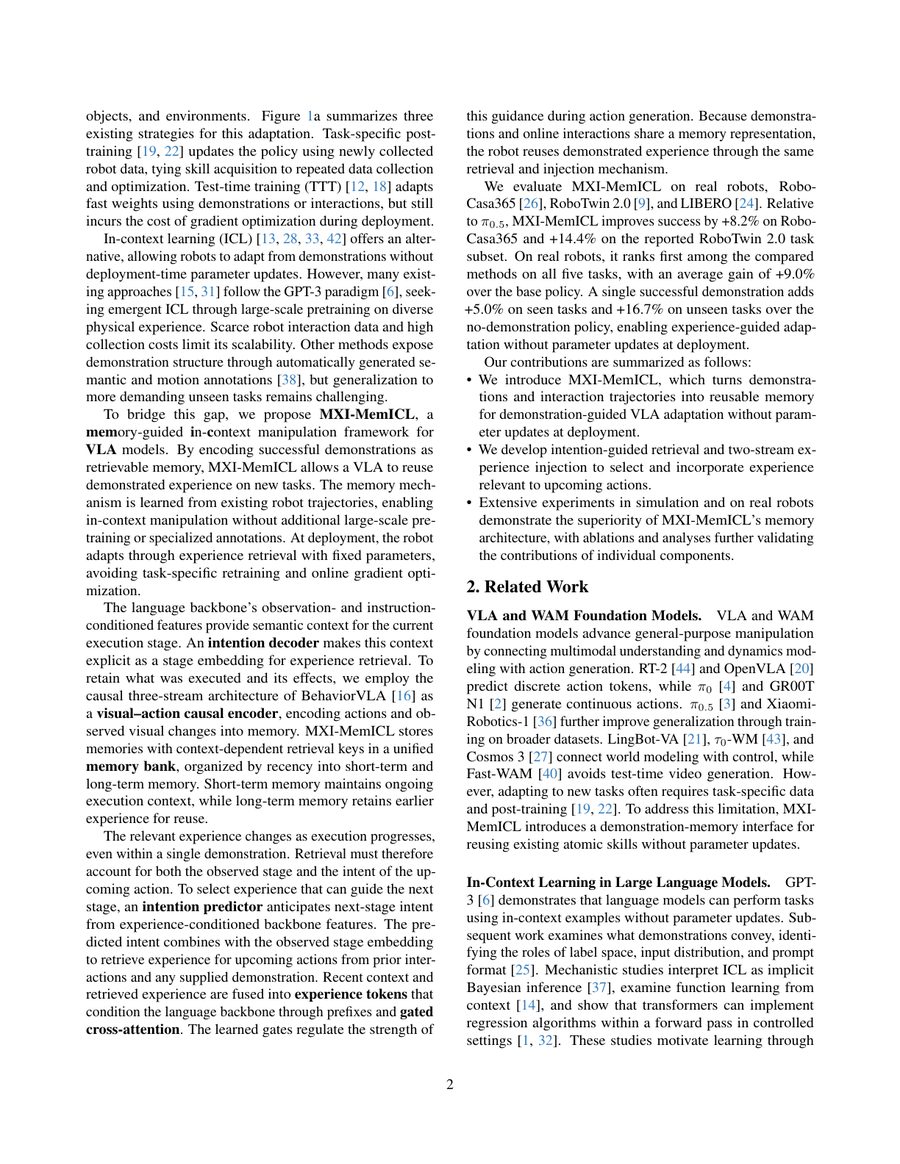 objects, and environments. Figure 1a summarizes three
existing strategies for this adaptation. Task-specific post-
training [19, 22] updates the policy using newly collected
robot data, tying skill acquisition to repeated data collection
and optimization. Test-time training (TTT) [12, 18] adapts
fast weights using demonstrations or interactions, but still
incurs the cost of gradient optimization during deployment.
In-context learning (ICL) [13, 28, 33, 42] offers an alter-
native, allowing robots to adapt from demonstrations without
deployment-time parameter updates. However, many exist-
ing approaches [15, 31] follow the GPT-3 paradigm [6], seek-
ing emergent ICL through large-scale pretraining on diverse
physical experience. Scarce robot interaction data and high
collection costs limit its scalability. Other methods expose
demonstration structure through automatically generated se-
mantic and motion annotations [38], but generalization to
more demanding unseen tasks remains challenging.
To bridge this gap, we propose MXI-MemICL, a
memory-guided in-context manipulation framework for
VLA models. By encoding successful demonstrations as
retrievable memory, MXI-MemICL allows a VLA to reuse
demonstrated experience on new tasks. The memory mech-
anism is learned from existing robot trajectories, enabling
in-context manipulation without additional large-scale pre-
training or specialized annotations. At deployment, the robot
adapts through experience retrieval with fixed parameters,
avoiding task-specific retraining and online gradient opti-
mization.
The language backbone's observation- and instruction-
conditioned features provide semantic context for the current
execution stage. An intention decoder makes this context
explicit as a stage embedding for experience retrieval. To
retain what was executed and its effects, we employ the
causal three-stream architecture of BehaviorVLA [16] as
a visual–action causal encoder, encoding actions and ob-
served visual changes into memory. MXI-MemICL stores
memories with context-dependent retrieval keys in a unified
memory bank, organized by recency into short-term and
long-term memory. Short-term memory maintains ongoing
execution context, while long-term memory retains earlier
experience for reuse.
The relevant experience changes as execution progresses,
even within a single demonstration. Retrieval must therefore
account for both the observed stage and the intent of the up-
coming action. To select experience that can guide the next
stage, an intention predictor anticipates next-stage intent
from experience-conditioned backbone features. The pre-
dicted intent combines with the observed stage embedding
to retrieve experience for upcoming actions from prior inter-
actions and any supplied demonstration. Recent context and
retrieved experience are fused into experience tokens that
condition the language backbone through prefixes and gated
cross-attention. The learned gates regulate the strength of
this guidance during action generation. Because demonstra-
tions and online interactions share a memory representation,
the robot reuses demonstrated experience through the same
retrieval and injection mechanism.
We evaluate MXI-MemICL on real robots, Robo-
Casa365 [26], RoboTwin 2.0 [9], and LIBERO [24]. Relative
to π0.5, MXI-MemICL improves success by +8.2% on Robo-
Casa365 and +14.4% on the reported RoboTwin 2.0 task
subset. On real robots, it ranks first among the compared
methods on all five tasks, with an average gain of +9.0%
over the base policy. A single successful demonstration adds
+5.0% on seen tasks and +16.7% on unseen tasks over the
no-demonstration policy, enabling experience-guided adap-
tation without parameter updates at deployment.
Our contributions are summarized as follows:
• We introduce MXI-MemICL, which turns demonstra-
tions and interaction trajectories into reusable memory
for demonstration-guided VLA adaptation without param-
eter updates at deployment.
• We develop intention-guided retrieval and two-stream ex-
perience injection to select and incorporate experience
relevant to upcoming actions.
• Extensive experiments in simulation and on real robots
demonstrate the superiority of MXI-MemICL's memory
architecture, with ablations and analyses further validating
the contributions of individual components.
2. Related Work
VLA and WAM Foundation Models. VLA and WAM
foundation models advance general-purpose manipulation
by connecting multimodal understanding and dynamics mod-
eling with action generation. RT-2 [44] and OpenVLA [20]
predict discrete action tokens, while π0 [4] and GR00T
N1 [2] generate continuous actions. π0.5 [3] and Xiaomi-
Robotics-1 [36] further improve generalization through train-
ing on broader datasets. LingBot-VA [21], τ0-WM [43], and
Cosmos 3 [27] connect world modeling with control, while
Fast-WAM [40] avoids test-time video generation. How-
ever, adapting to new tasks often requires task-specific data
and post-training [19, 22]. To address this limitation, MXI-
MemICL introduces a demonstration-memory interface for
reusing existing atomic skills without parameter updates.
In-Context Learning in Large Language Models. GPT-
3 [6] demonstrates that language models can perform tasks
using in-context examples without parameter updates. Sub-
sequent work examines what demonstrations convey, identi-
fying the roles of label space, input distribution, and prompt
format [25]. Mechanistic studies interpret ICL as implicit
Bayesian inference [37], examine function learning from
context [14], and show that transformers can implement
regression algorithms within a forward pass in controlled
settings [1, 32]. These studies motivate learning through
2